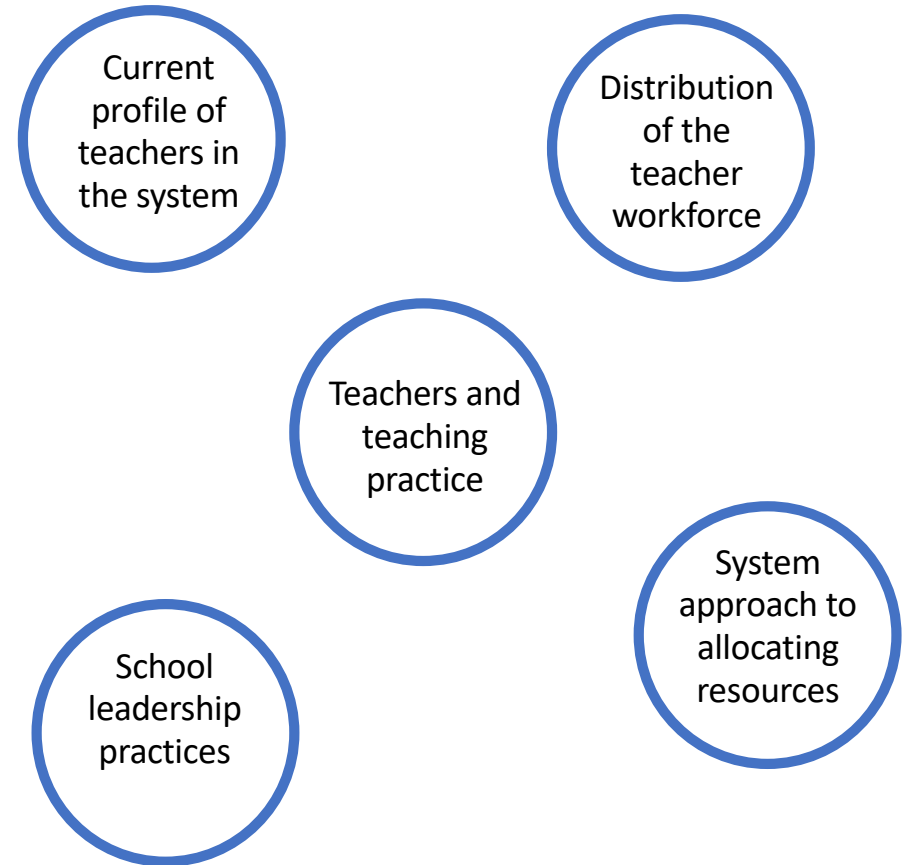 Current
profile of
teachers in
the system
Distribution
of the
teacher
workforce
Teachers and
teaching
practice
System
approach to
allocating
resources
School
leadership
practices